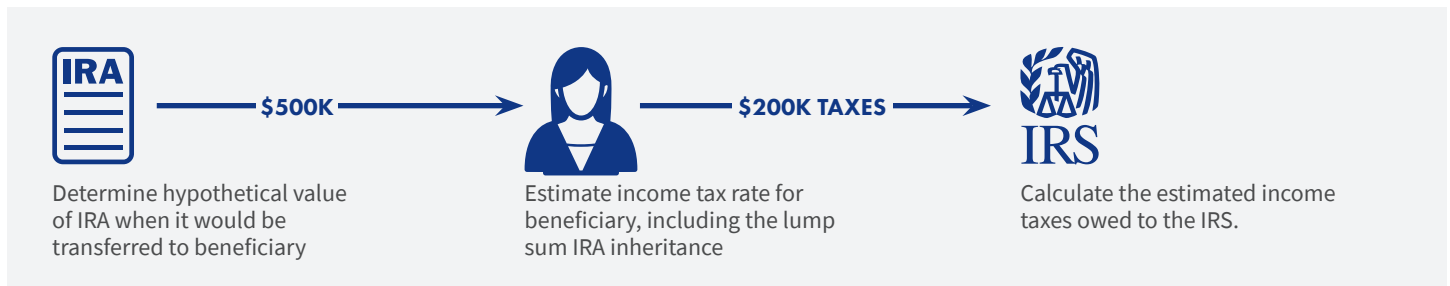 IRA
$500K
$200K TAXES
IRS
Determine hypothetical value
of IRA when it would be
transferred to beneficiary
Estimate income tax rate for
beneficiary, including the lump
sum IRA inheritance
Calculate the estimated income
taxes owed to the IRS.